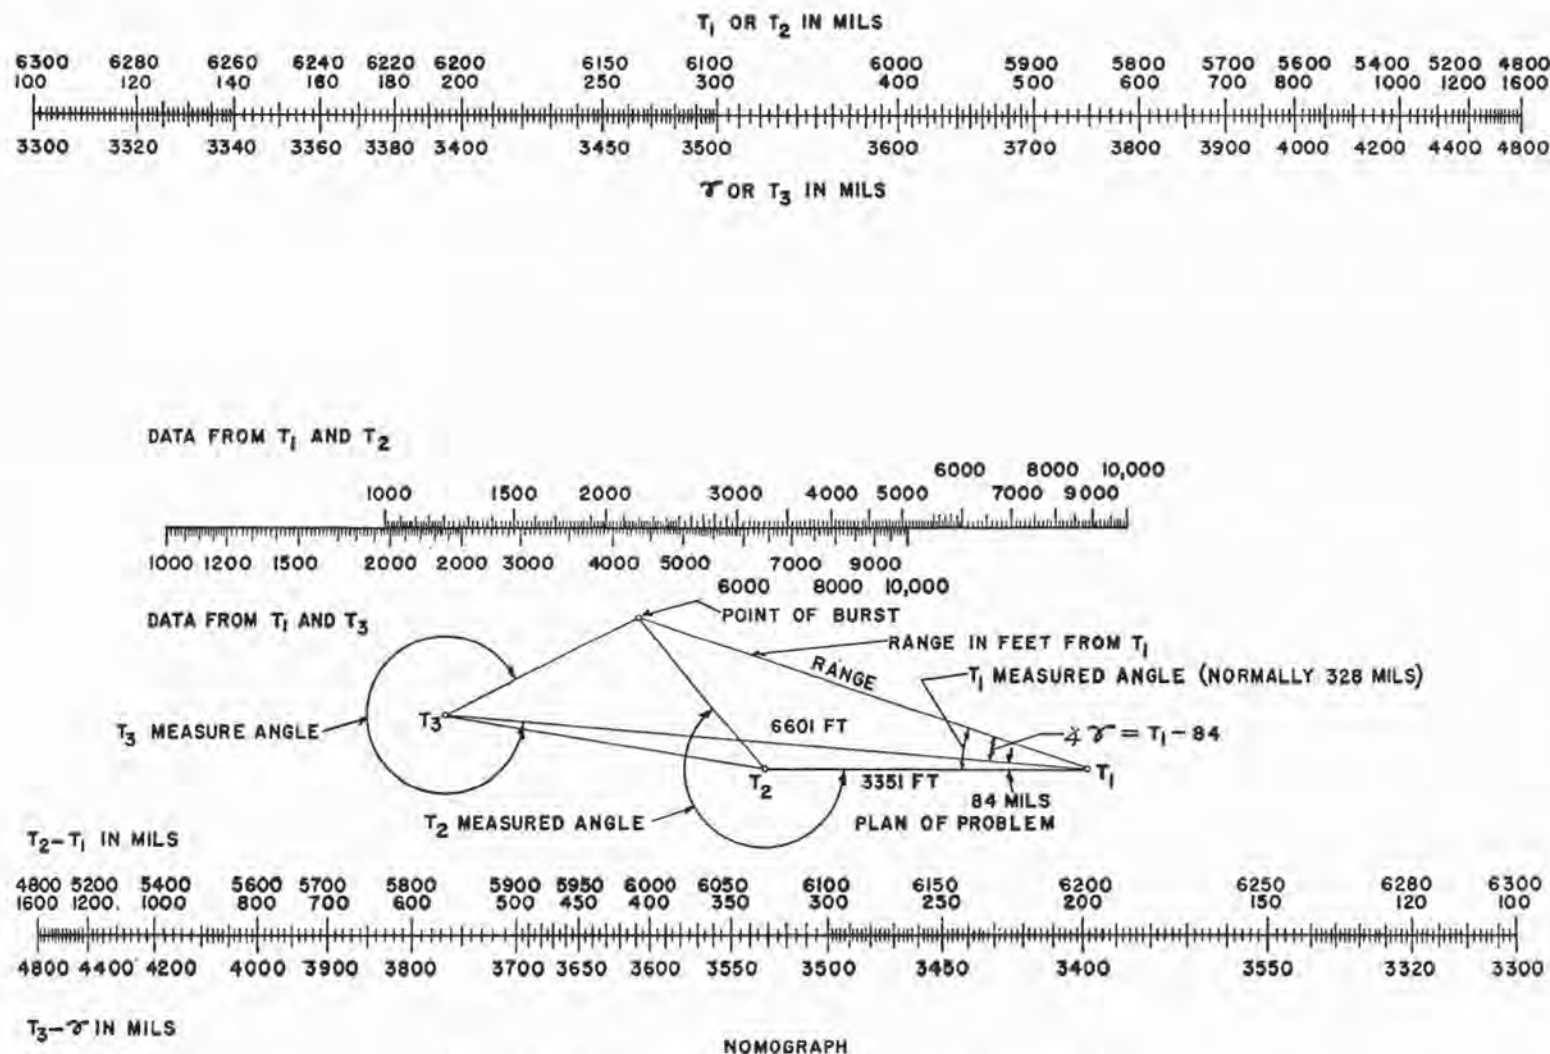 T1 OR T2 IN MILS
6300 6280 6260 6240 6220 6200 6150 6100 6000 5900 5800 5700 5600 5400 5200 4800
100 120 140 160 180 200 250 300 400 500 600 700 800 1000 1200 1600
3300 3320 3340 3360 3380 3400 3450 3500 3600 3700 3800 3900 4000 4200 4400 4800
𝛾 OR T3 IN MILS
DATA FROM T1 AND T2
6000 8000 10,000
1000 1500 2000 3000 4000 5000 7000 9000
1000 1200 1500 2000 2000 3000 4000 5000 7000 9000
6000 8000 10,000
DATA FROM T1 AND T3
POINT OF BURST
RANGE IN FEET FROM T1
RANGE
T1 MEASURED ANGLE (NORMALLY 328 MILS)
T3 MEASURE ANGLE
T3
6601 FT
∡ 𝛾 = T1 - 84
T2
3351 FT
T1
84 MILS
T2 MEASURED ANGLE
PLAN OF PROBLEM
T2-T1 IN MILS
4800 5200 5400 5600 5700 5800 5900 5950 6000 6050 6100 6150 6200 6250 6280 6300
1600 1200 1000 800 700 600 500 450 400 350 300 250 200 150 120 100
4800 4400 4200 4000 3900 3800 3700 3650 3600 3550 3500 3450 3400 3550 3320 3300
T3-𝛾 IN MILS
NOMOGRAPH